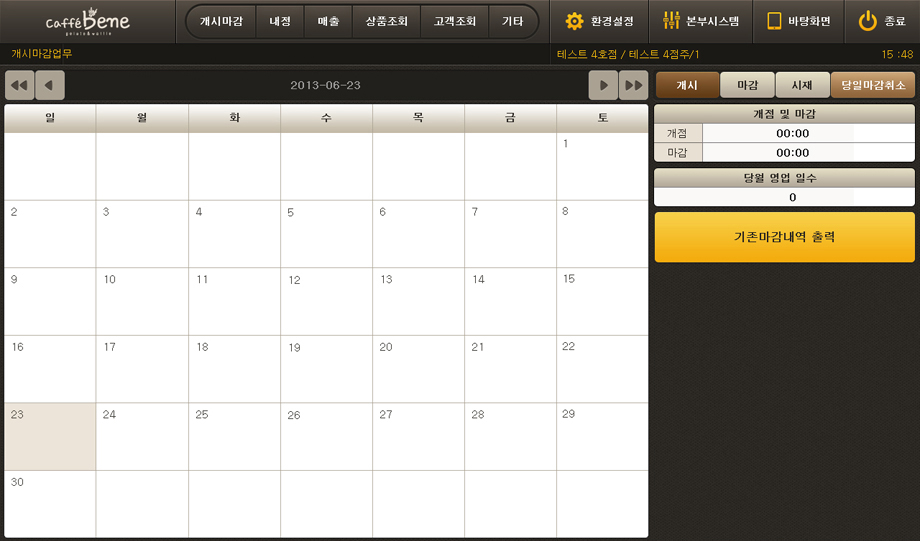 caffébene
gelato & waffle
개시마감 내정 매출 상품조회 고객조회 기타
환경설정 본부시스템 바탕화면 종료
개시마감업무
테스트 4호점 / 테스트 4점주/1
15 :48
2013-06-23
일 월 화 수 목 금 토
1
2 3 4 5 6 7 8
9 10 11 12 13 14 15
16 17 18 19 20 21 22
23 24 25 26 27 28 29
30
개시 마감 시재 당일마감취소
개점 및 마감
개점 00:00
마감 00:00
당월 영업 일수
0
기존마감내역 출력